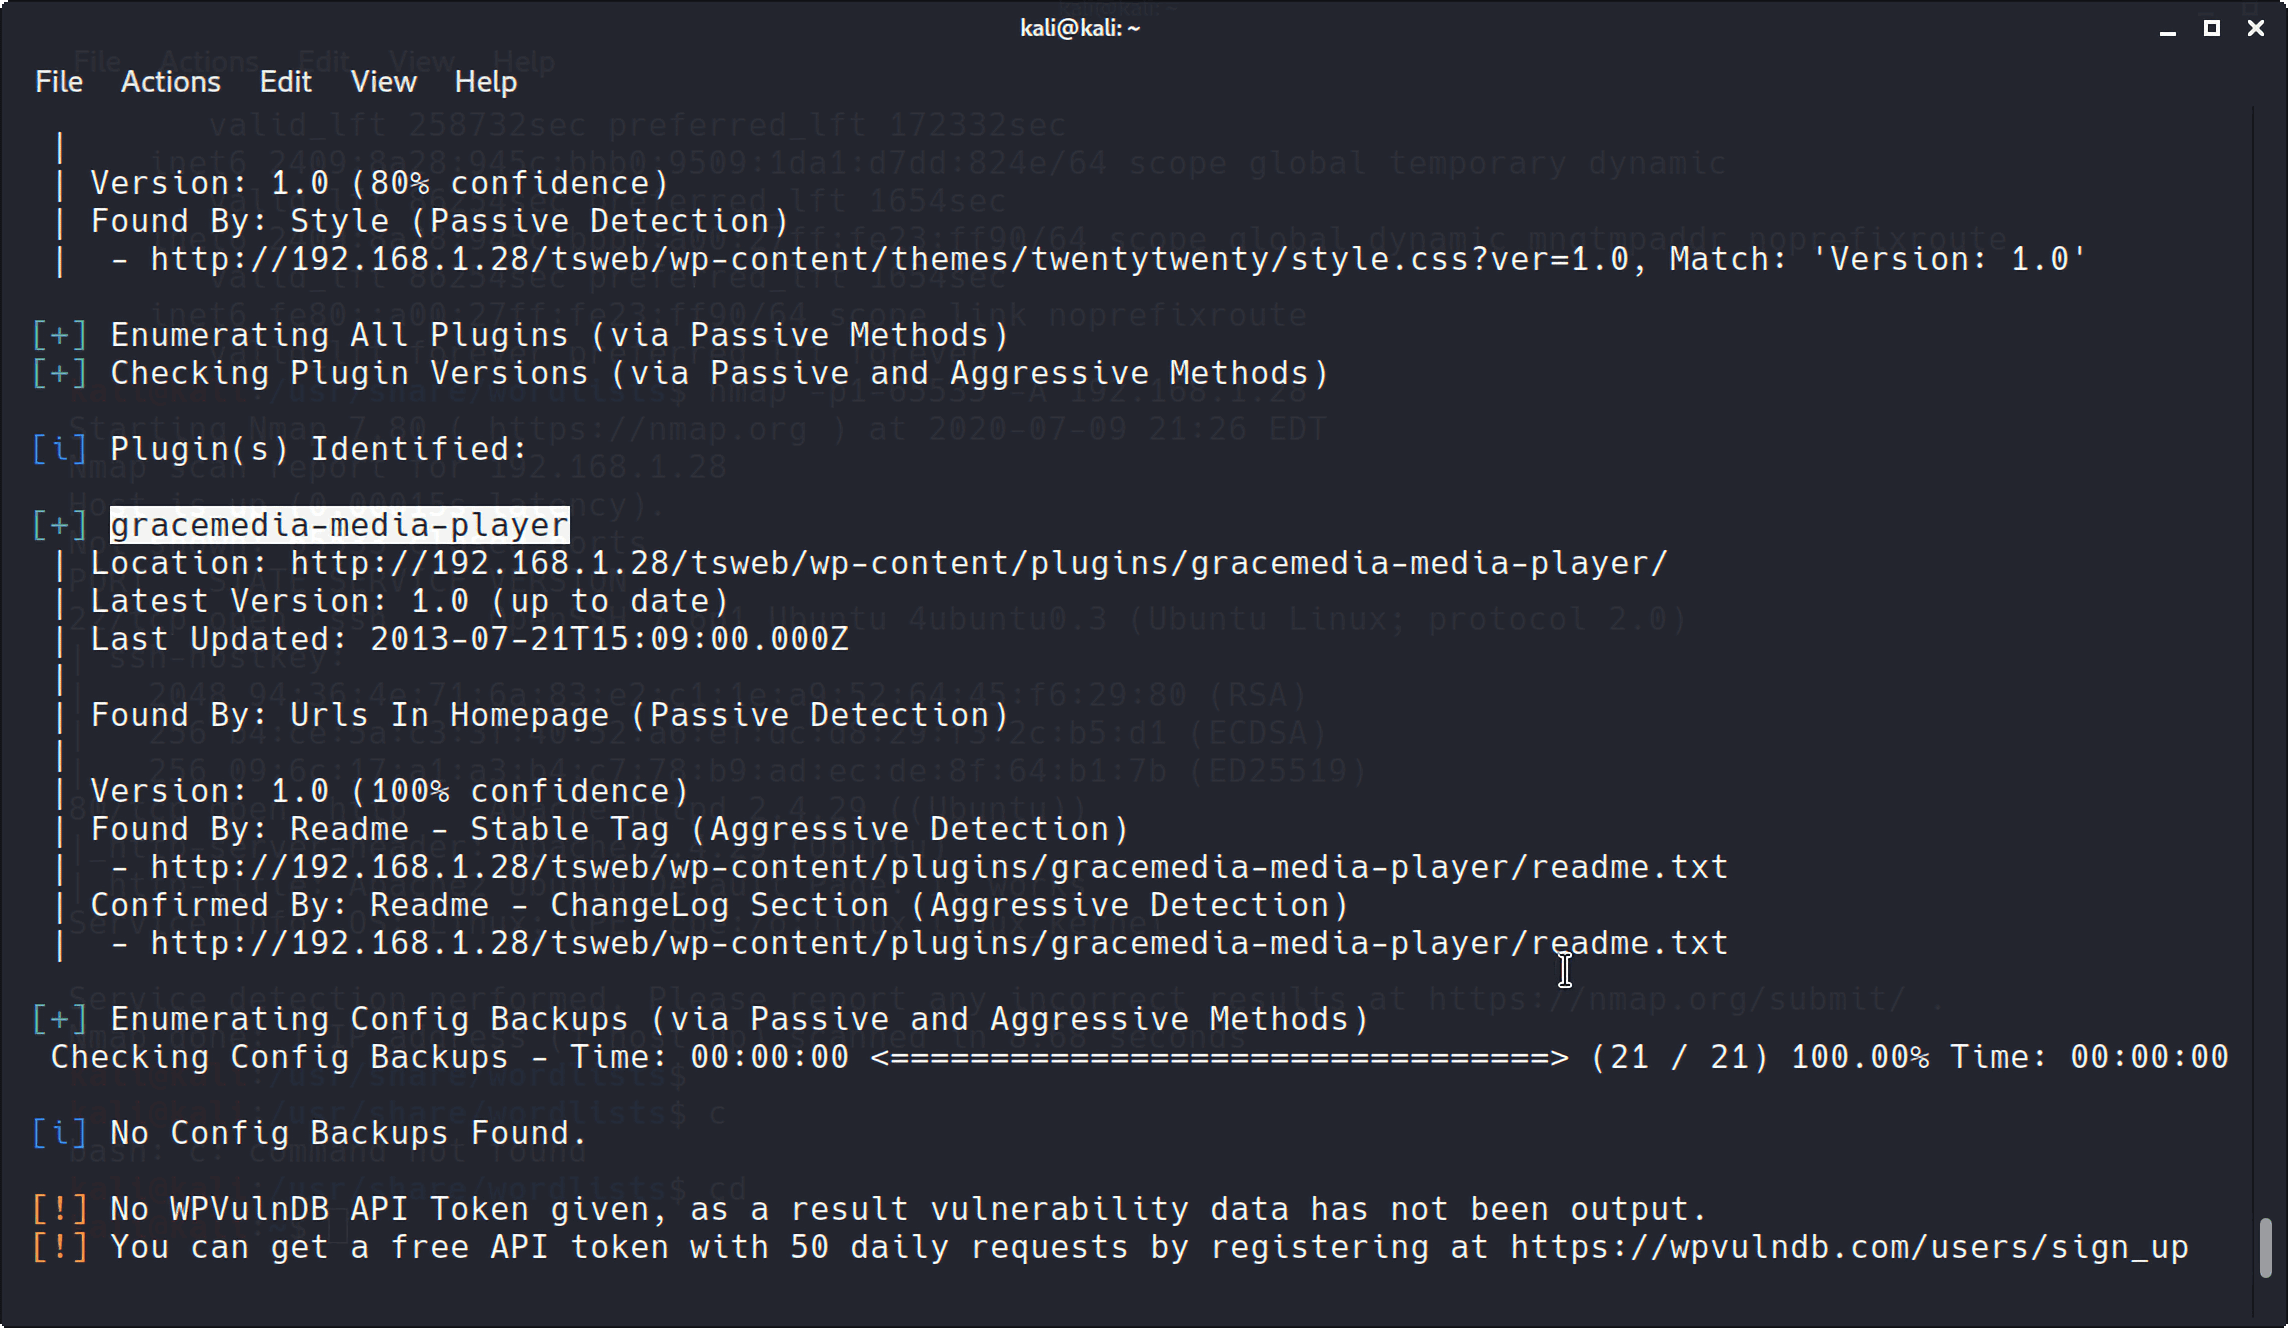 kali@kali: ~
File Actions Edit View Help
|
| Version: 1.0 (80% confidence)
| Found By: Style (Passive Detection)
|  - http://192.168.1.28/tsweb/wp-content/themes/twentytwenty/style.css?ver=1.0, Match: 'Version: 1.0'
[+] Enumerating All Plugins (via Passive Methods)
[+] Checking Plugin Versions (via Passive and Aggressive Methods)
[i] Plugin(s) Identified:
[+] gracemedia-media-player
| Location: http://192.168.1.28/tsweb/wp-content/plugins/gracemedia-media-player/
| Latest Version: 1.0 (up to date)
| Last Updated: 2013-07-21T15:09:00.000Z
|
| Found By: Urls In Homepage (Passive Detection)
|
| Version: 1.0 (100% confidence)
| Found By: Readme - Stable Tag (Aggressive Detection)
|  - http://192.168.1.28/tsweb/wp-content/plugins/gracemedia-media-player/readme.txt
| Confirmed By: Readme - ChangeLog Section (Aggressive Detection)
|  - http://192.168.1.28/tsweb/wp-content/plugins/gracemedia-media-player/readme.txt
[+] Enumerating Config Backups (via Passive and Aggressive Methods)
Checking Config Backups - Time: 00:00:00 <=================================> (21 / 21) 100.00% Time: 00:00:00
[i] No Config Backups Found.
[!] No WPVulnDB API Token given, as a result vulnerability data has not been output.
[!] You can get a free API token with 50 daily requests by registering at https://wpvulndb.com/users/sign_up